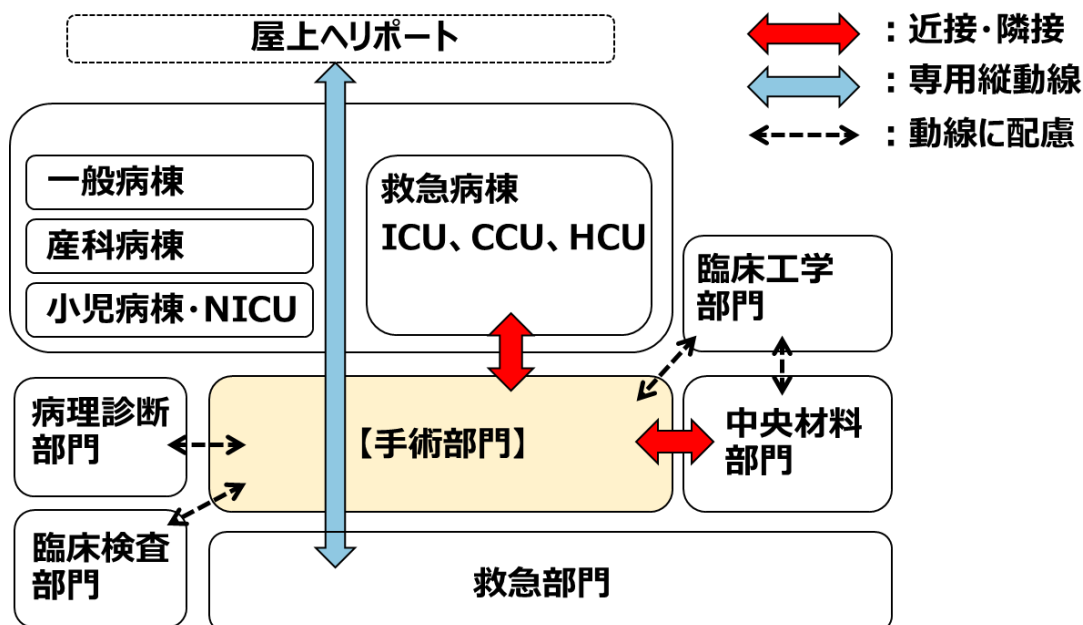 屋上ヘリポート
：近接・隣接
：専用縦動線
：動線に配慮
一般病棟
産科病棟
小児病棟・NICU
救急病棟
ICU、CCU、HCU
臨床工学
部門
病理診断
部門
【手術部門】
中央材料
部門
臨床検査
部門
救急部門